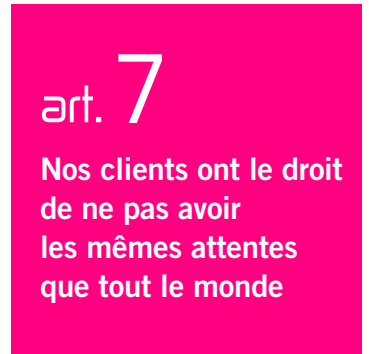 art. 7
Nos clients ont le droit
de ne pas avoir
les mêmes attentes
que tout le monde